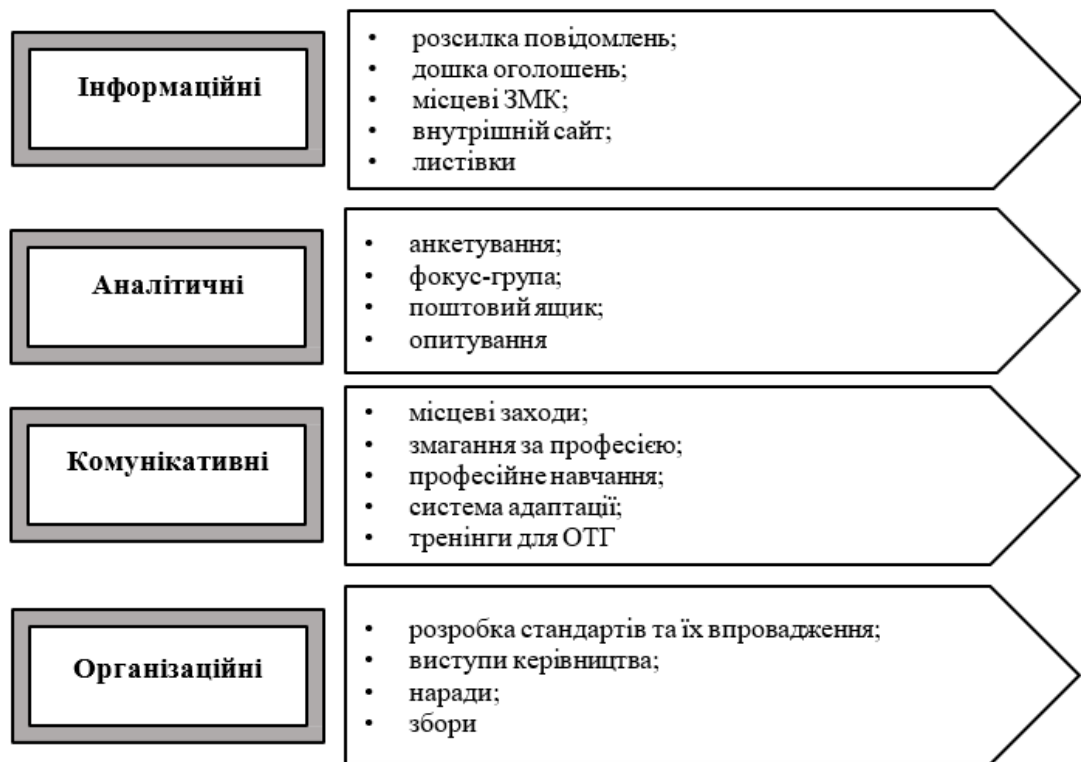 Інформаційні
• розсилка повідомлень;
• дошка оголошень;
• місцеві ЗМК;
• внутрішній сайт;
• листівки
Аналітичні
• анкетування;
• фокус-група;
• поштовий ящик;
• опитування
Комунікативні
• місцеві заходи;
• змагання за професією;
• професійне навчання;
• система адаптації;
• тренінги для ОТГ
Організаційні
• розробка стандартів та їх впровадження;
• виступи керівництва;
• наради;
• збори